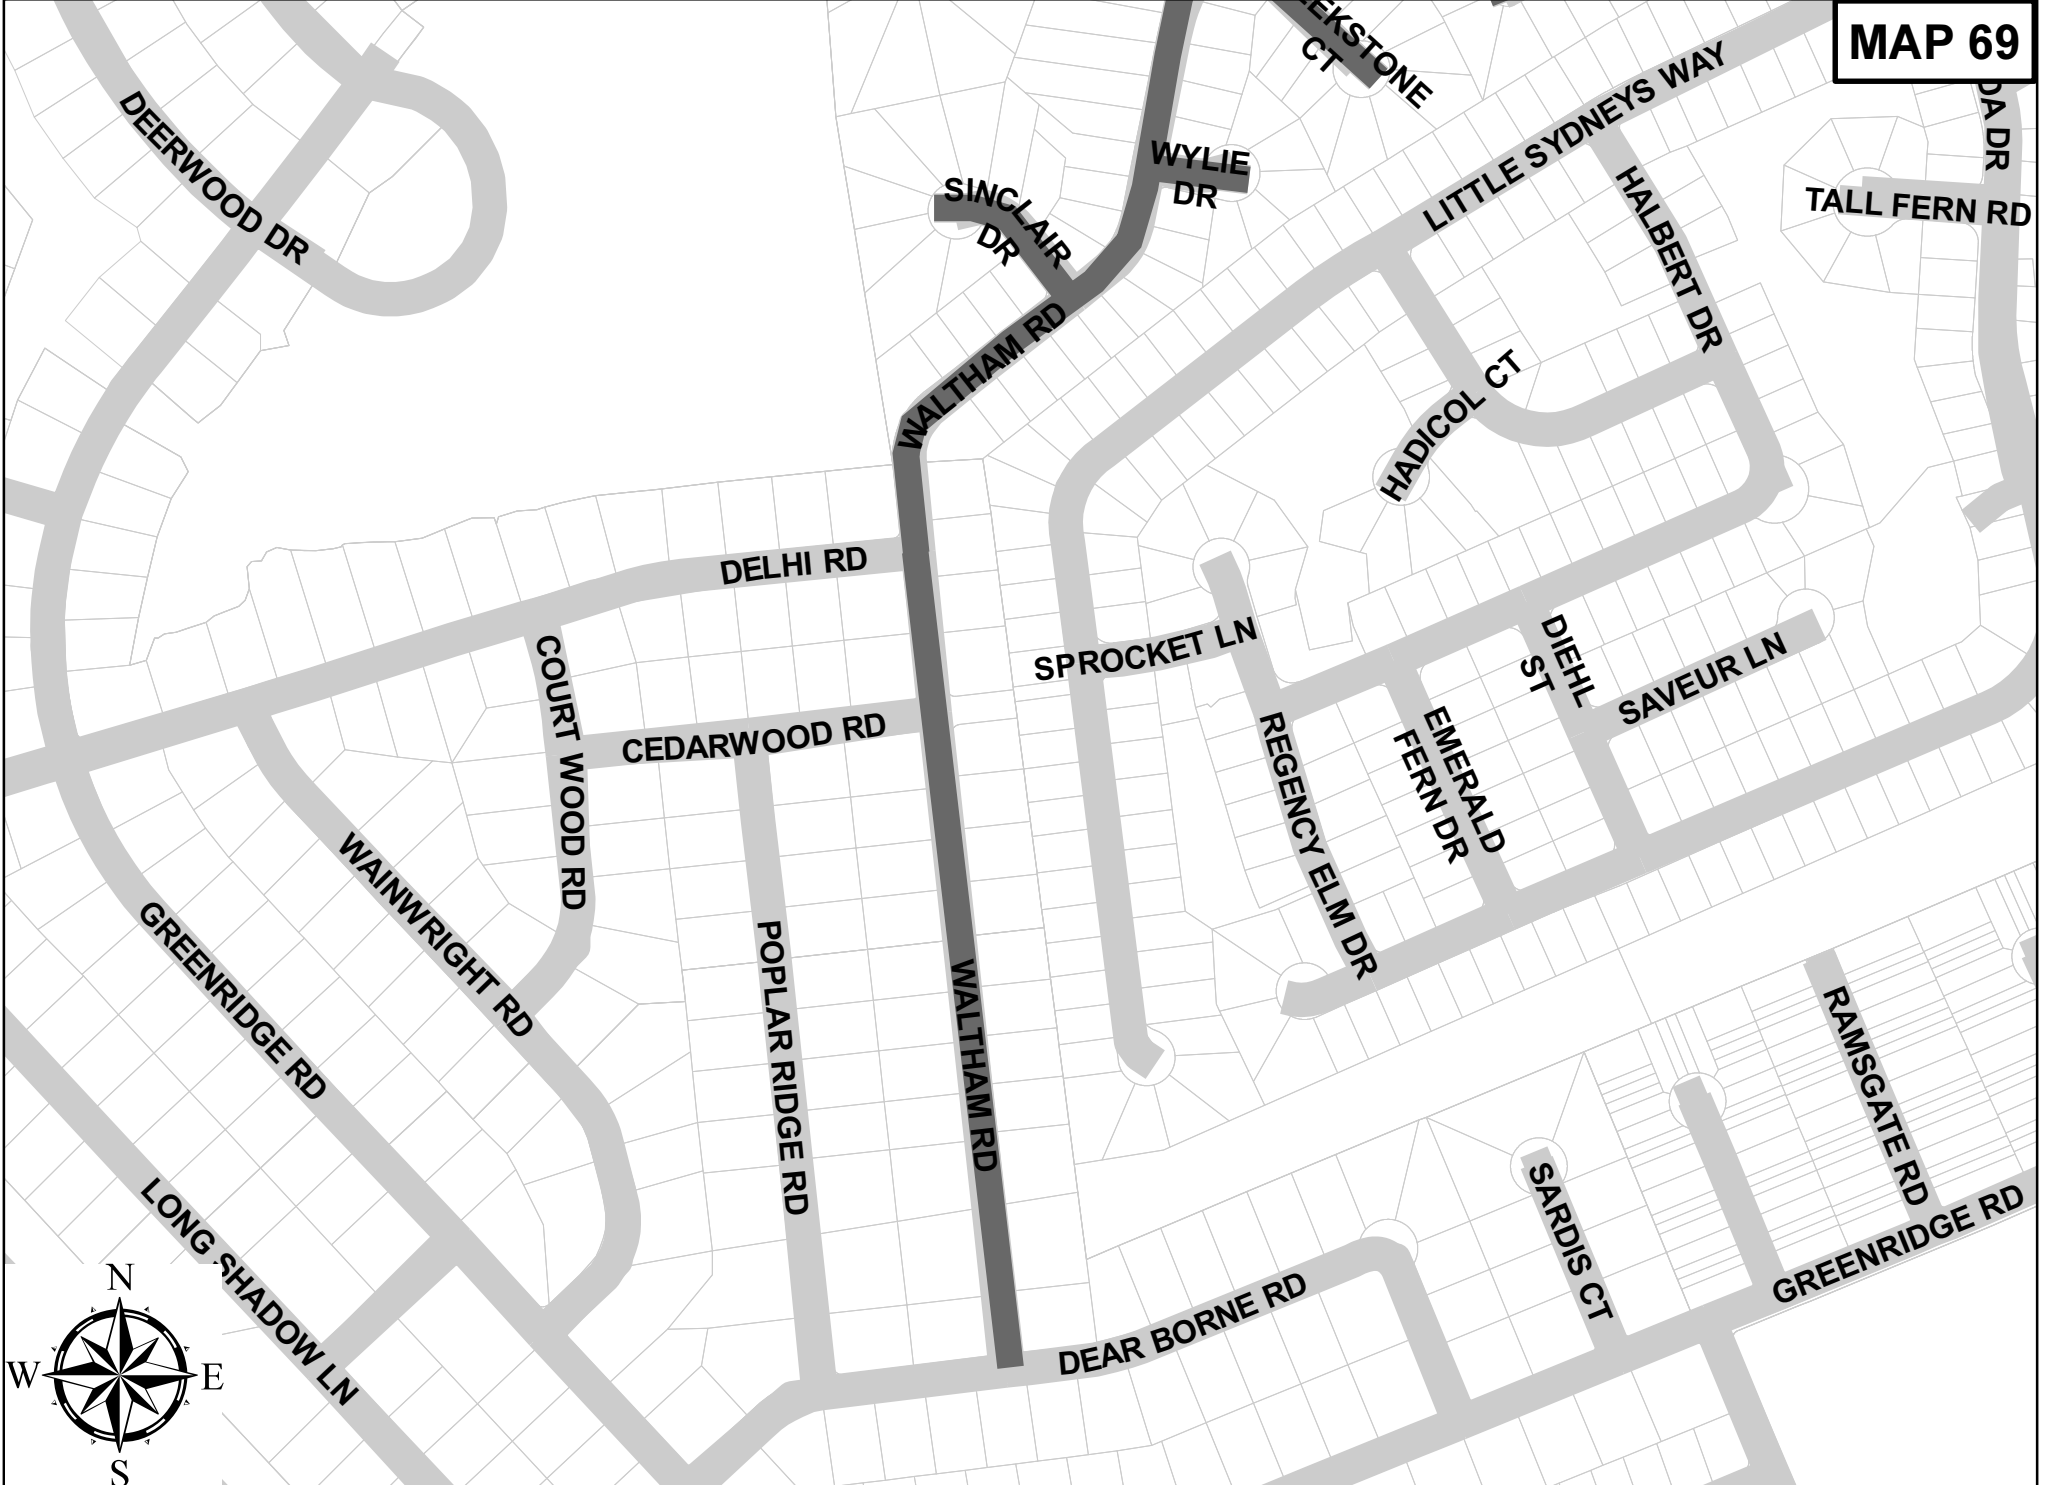 MAP 69
CT
DEERWOOD DR
WYLIE
DR
SINCLAIR
DR
LITTLE SYDNEYS WAY
HALBERT DR
TALL FERN RD
WALTHAM RD
HADICOL CT
DELHI RD
SPROCKET LN
DIEHL
ST
SAVEUR LN
COURT WOOD RD
CEDARWOOD RD
REGENCY ELM DR
EMERALD
FERN DR
WAINWRIGHT RD
GREENRIDGE RD
POPLAR RIDGE RD
WALTHAM RD
RAMSGATE RD
SARDIS CT
GREENRIDGE RD
LONG SHADOW LN
DEAR BORNE RD
N
W E
S